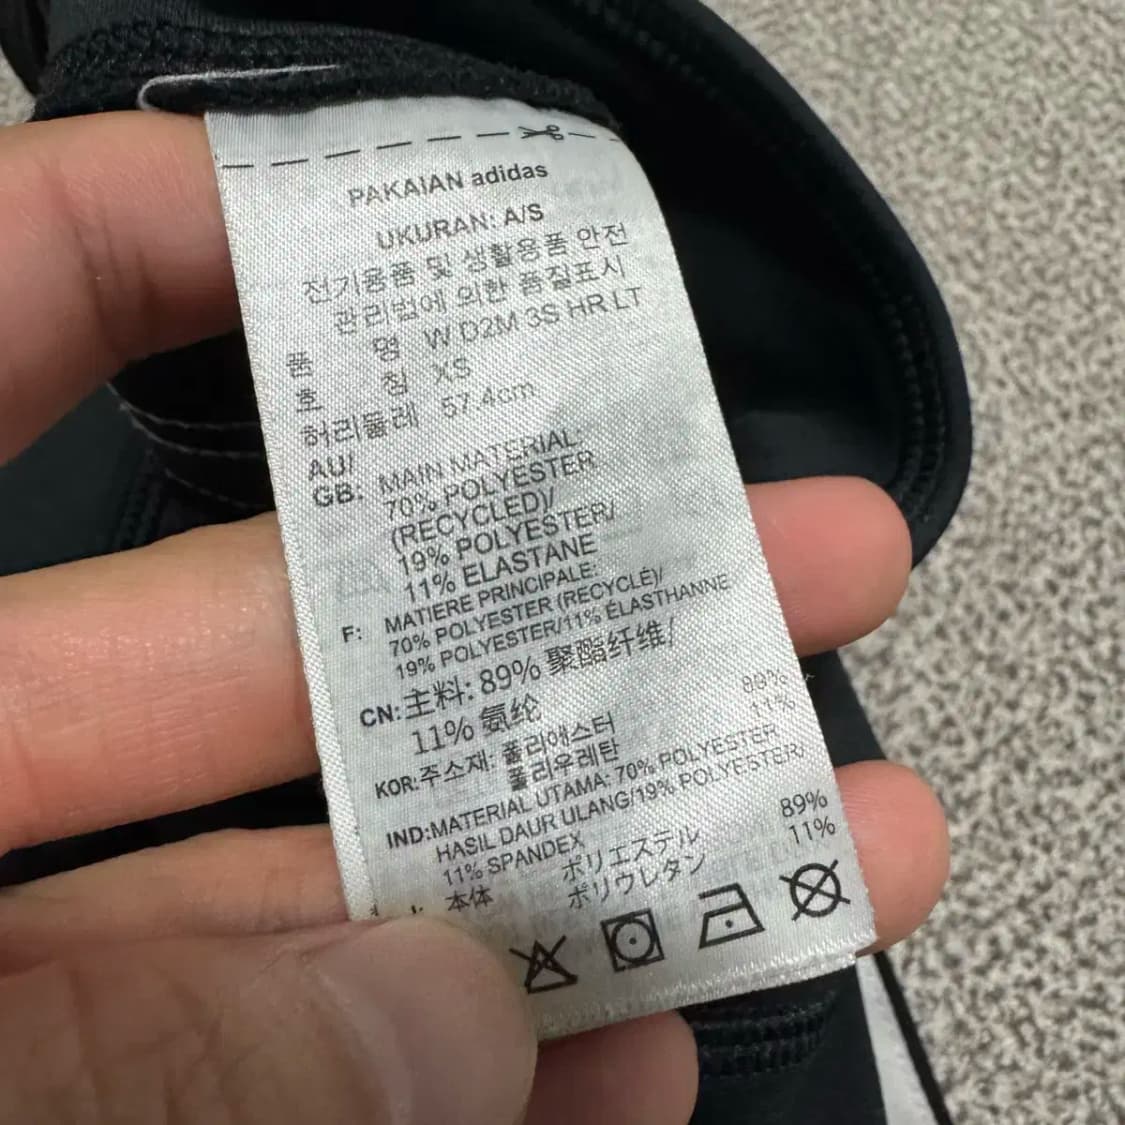 PAKAIAN adidas
UKURAN: A/S
전기용품 및 생활용품 안전
관리법에 의한 품질표시
품 명 W D2M 3S HR LT
호 칭 XS
허리둘레 57.4cm
AU/
GB: MAIN MATERIAL:
70% POLYESTER
(RECYCLED)/
19% POLYESTER/
11% ELASTANE
F: MATIERE PRINCIPALE:
70% POLYESTER (RECYCLÉ)/
19% POLYESTER/11% ÉLASTHANNE
CN: 主料: 89% 聚酯纤维/
11% 氨纶
KOR: 주소재: 폴리에스터 89%
폴리우레탄 11%
IND: MATERIAL UTAMA: 70% POLYESTER
HASIL DAUR ULANG/19% POLYESTER/
11% SPANDEX
本体 ポリエステル 89%
ポリウレタン 11%